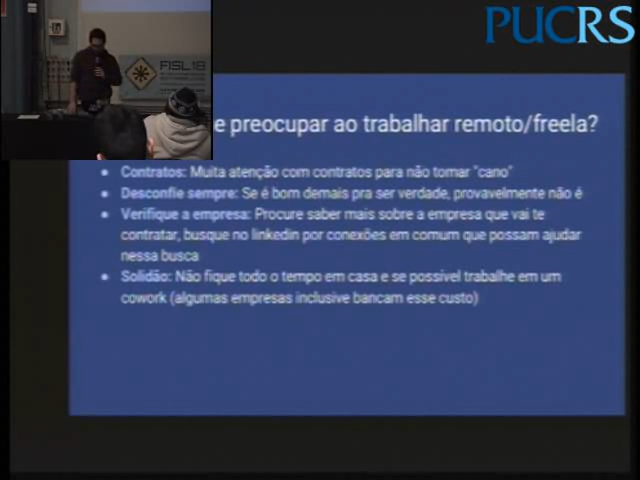 PUCRS
FISL18
e preocupar ao trabalhar remoto/freela?
Contratos: Muita atenção com contratos para não tomar "cano"
Desconfie sempre: Se é bom demais pra ser verdade, provavelmente não é
Verifique a empresa: Procure saber mais sobre a empresa que vai te
contratar, busque no linkedin por conexões em comum que possam ajudar
nessa busca
Solidão: Não fique todo o tempo em casa e se possível trabalhe em um
cowork (algumas empresas inclusive bancam esse custo)